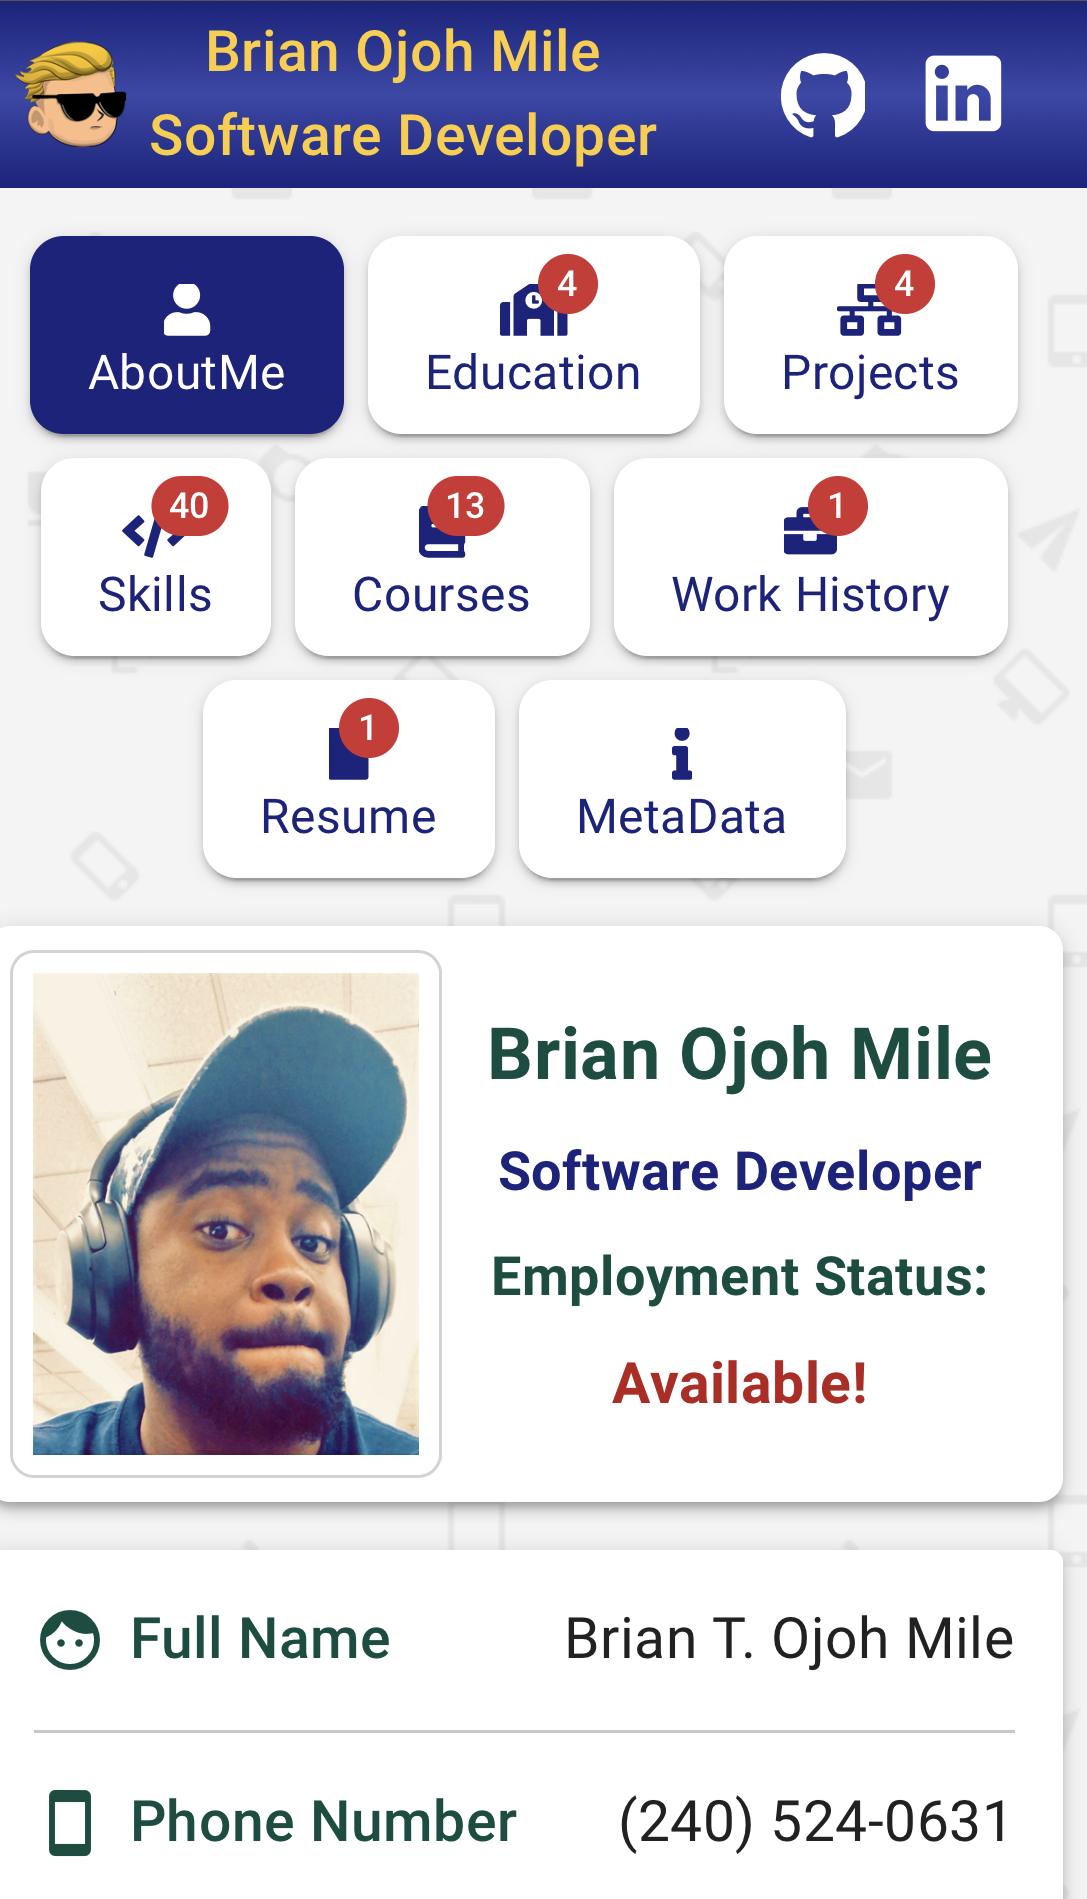 Brian Ojoh Mile
Software Developer
in
AboutMe
4
Education
4
Projects
40
Skills
13
Courses
1
Work History
1
Resume
MetaData
Brian Ojoh Mile
Software Developer
Employment Status:
Available!
Full Name Brian T. Ojoh Mile
Phone Number (240) 524-0631